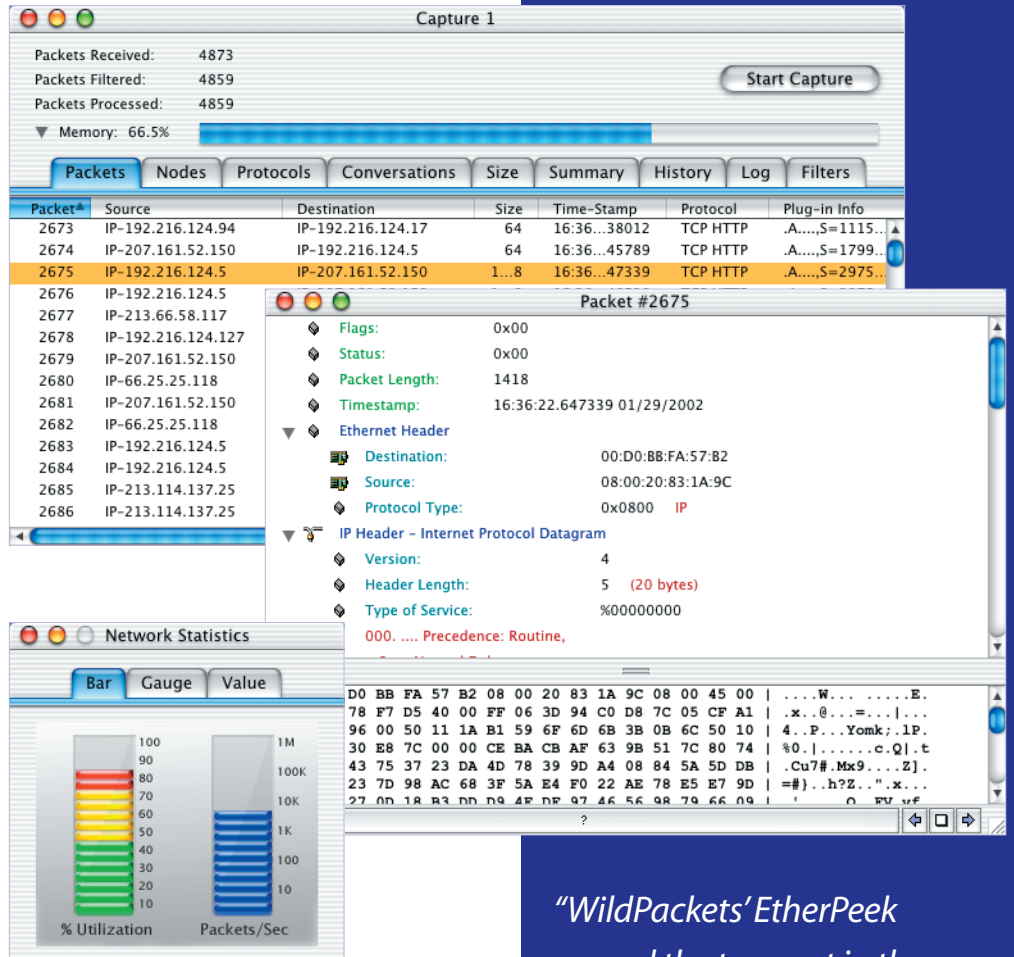 Capture 1
Packets Received: 4873
Packets Filtered: 4859
Packets Processed: 4859
Start Capture
Memory: 66.5%
Packets Nodes Protocols Conversations Size Summary History Log Filters
Packet Source Destination Size Time-Stamp Protocol Plug-in Info
2673 IP-192.216.124.94 IP-192.216.124.17 64 16:36...38012 TCP HTTP .A....,S=1115...
2674 IP-207.161.52.150 IP-192.216.124.5 64 16:36...45789 TCP HTTP .A....,S=1799...
2675 IP-192.216.124.5 IP-207.161.52.150 1...8 16:36...47339 TCP HTTP .A....,S=2975...
2676 IP-192.216.124.5
2677 IP-213.66.58.117
2678 IP-192.216.124.127
2679 IP-207.161.52.150
2680 IP-66.25.25.118
2681 IP-207.161.52.150
2682 IP-66.25.25.118
2683 IP-192.216.124.5
2684 IP-192.216.124.5
2685 IP-213.114.137.25
2686 IP-213.114.137.25
Packet #2675
Flags: 0x00
Status: 0x00
Packet Length: 1418
Timestamp: 16:36:22.647339 01/29/2002
Ethernet Header
Destination: 00:D0:BB:FA:57:B2
Source: 08:00:20:83:1A:9C
Protocol Type: 0x0800 IP
IP Header - Internet Protocol Datagram
Version: 4
Header Length: 5 (20 bytes)
Type of Service: %00000000
000. .... Precedence: Routine,
D0 BB FA 57 B2 08 00 20 83 1A 9C 08 00 45 00 | ....W... .....E.
78 F7 D5 40 00 FF 06 3D 94 C0 D8 7C 05 CF A1 | .x..@...=...|...
96 00 50 11 1A B1 59 6F 6D 6B 3B 0B 6C 50 10 | 4..P...Yomk;.lP.
30 E8 7C 00 00 CE BA CB AF 63 9B 51 7C 80 74 | %0.|......c.Q|.t
43 75 37 23 DA 4D 78 39 9D A4 08 84 5A 5D DB | .Cu7#.Mx9....Z].
23 7D 98 AC 68 3F 5A E4 F0 22 AE 78 E5 E7 9D | =#}..h?Z..".x...
27 0D 18 B3 DD D9 4F DF 97 46 56 98 79 66 09 |
?
Network Statistics
Bar Gauge Value
100
90
80
70
60
50
40
30
20
10
% Utilization
1M
100K
10K
1K
100
10
Packets/Sec
“WildPackets’ EtherPeek